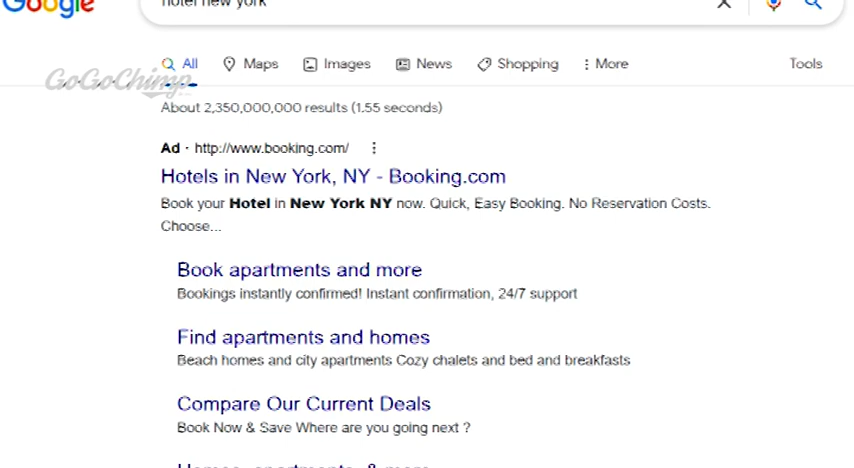 Google
hotel new york
All Maps Images News Shopping More Tools
GoGoChimp
About 2,350,000,000 results (1.55 seconds)
Ad · http://www.booking.com/
Hotels in New York, NY - Booking.com
Book your Hotel in New York NY now. Quick, Easy Booking. No Reservation Costs.
Choose...
Book apartments and more
Bookings instantly confirmed! Instant confirmation, 24/7 support
Find apartments and homes
Beach homes and city apartments Cozy chalets and bed and breakfasts
Compare Our Current Deals
Book Now & Save Where are you going next ?
Homes, apartments, & more